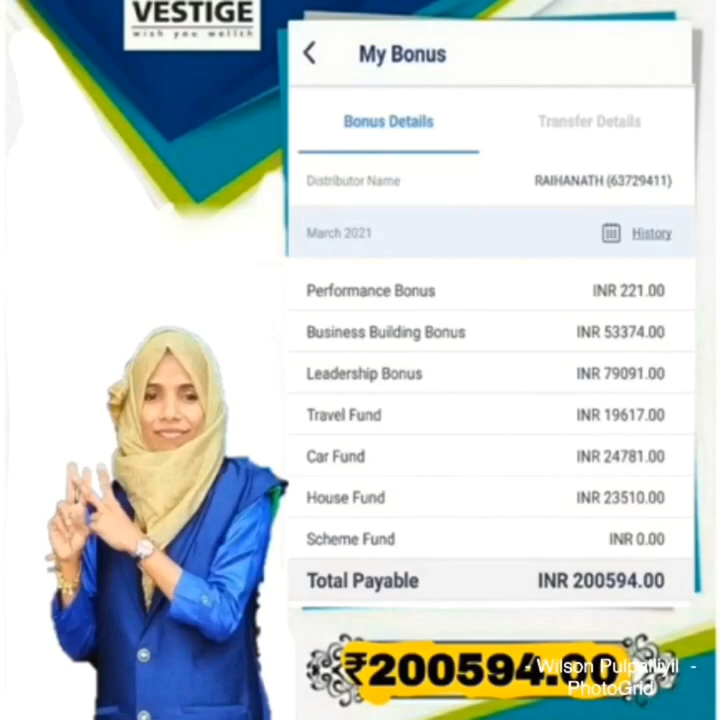 VESTIGE
wish you wellth
My Bonus
Bonus Details Transfer Details
Distributor Name RAIHANATH (63729411)
March 2021 History
Performance Bonus INR 221.00
Business Building Bonus INR 53374.00
Leadership Bonus INR 79091.00
Travel Fund INR 19617.00
Car Fund INR 24781.00
House Fund INR 23510.00
Scheme Fund INR 0.00
Total Payable INR 200594.00
₹200594.00
- Wilson Pulpalliyil -
PhotoGrid